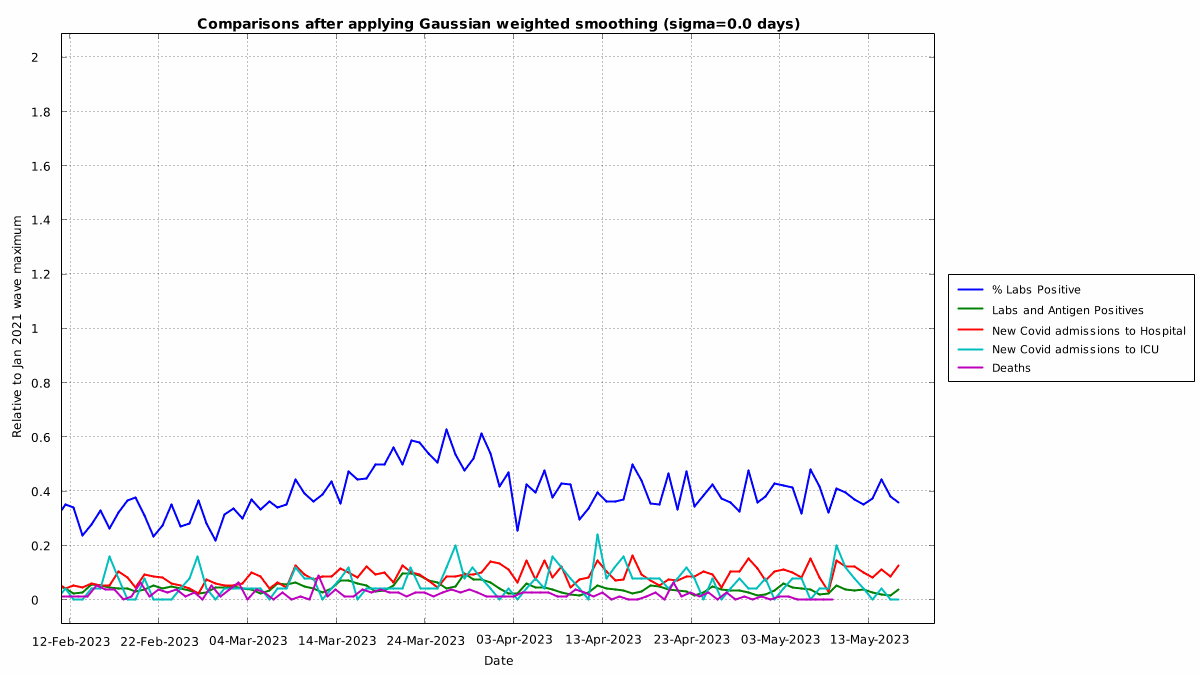 Comparisons after applying Gaussian weighted smoothing (sigma=0.0 days)
2
1.8
1.6
1.4
1.2
1
0.8
0.6
0.4
0.2
0
Relative to Jan 2021 wave maximum
12-Feb-2023 22-Feb-2023 04-Mar-2023 14-Mar-2023 24-Mar-2023 03-Apr-2023 13-Apr-2023 23-Apr-2023 03-May-2023 13-May-2023
Date
% Labs Positive
Labs and Antigen Positives
New Covid admissions to Hospital
New Covid admissions to ICU
Deaths